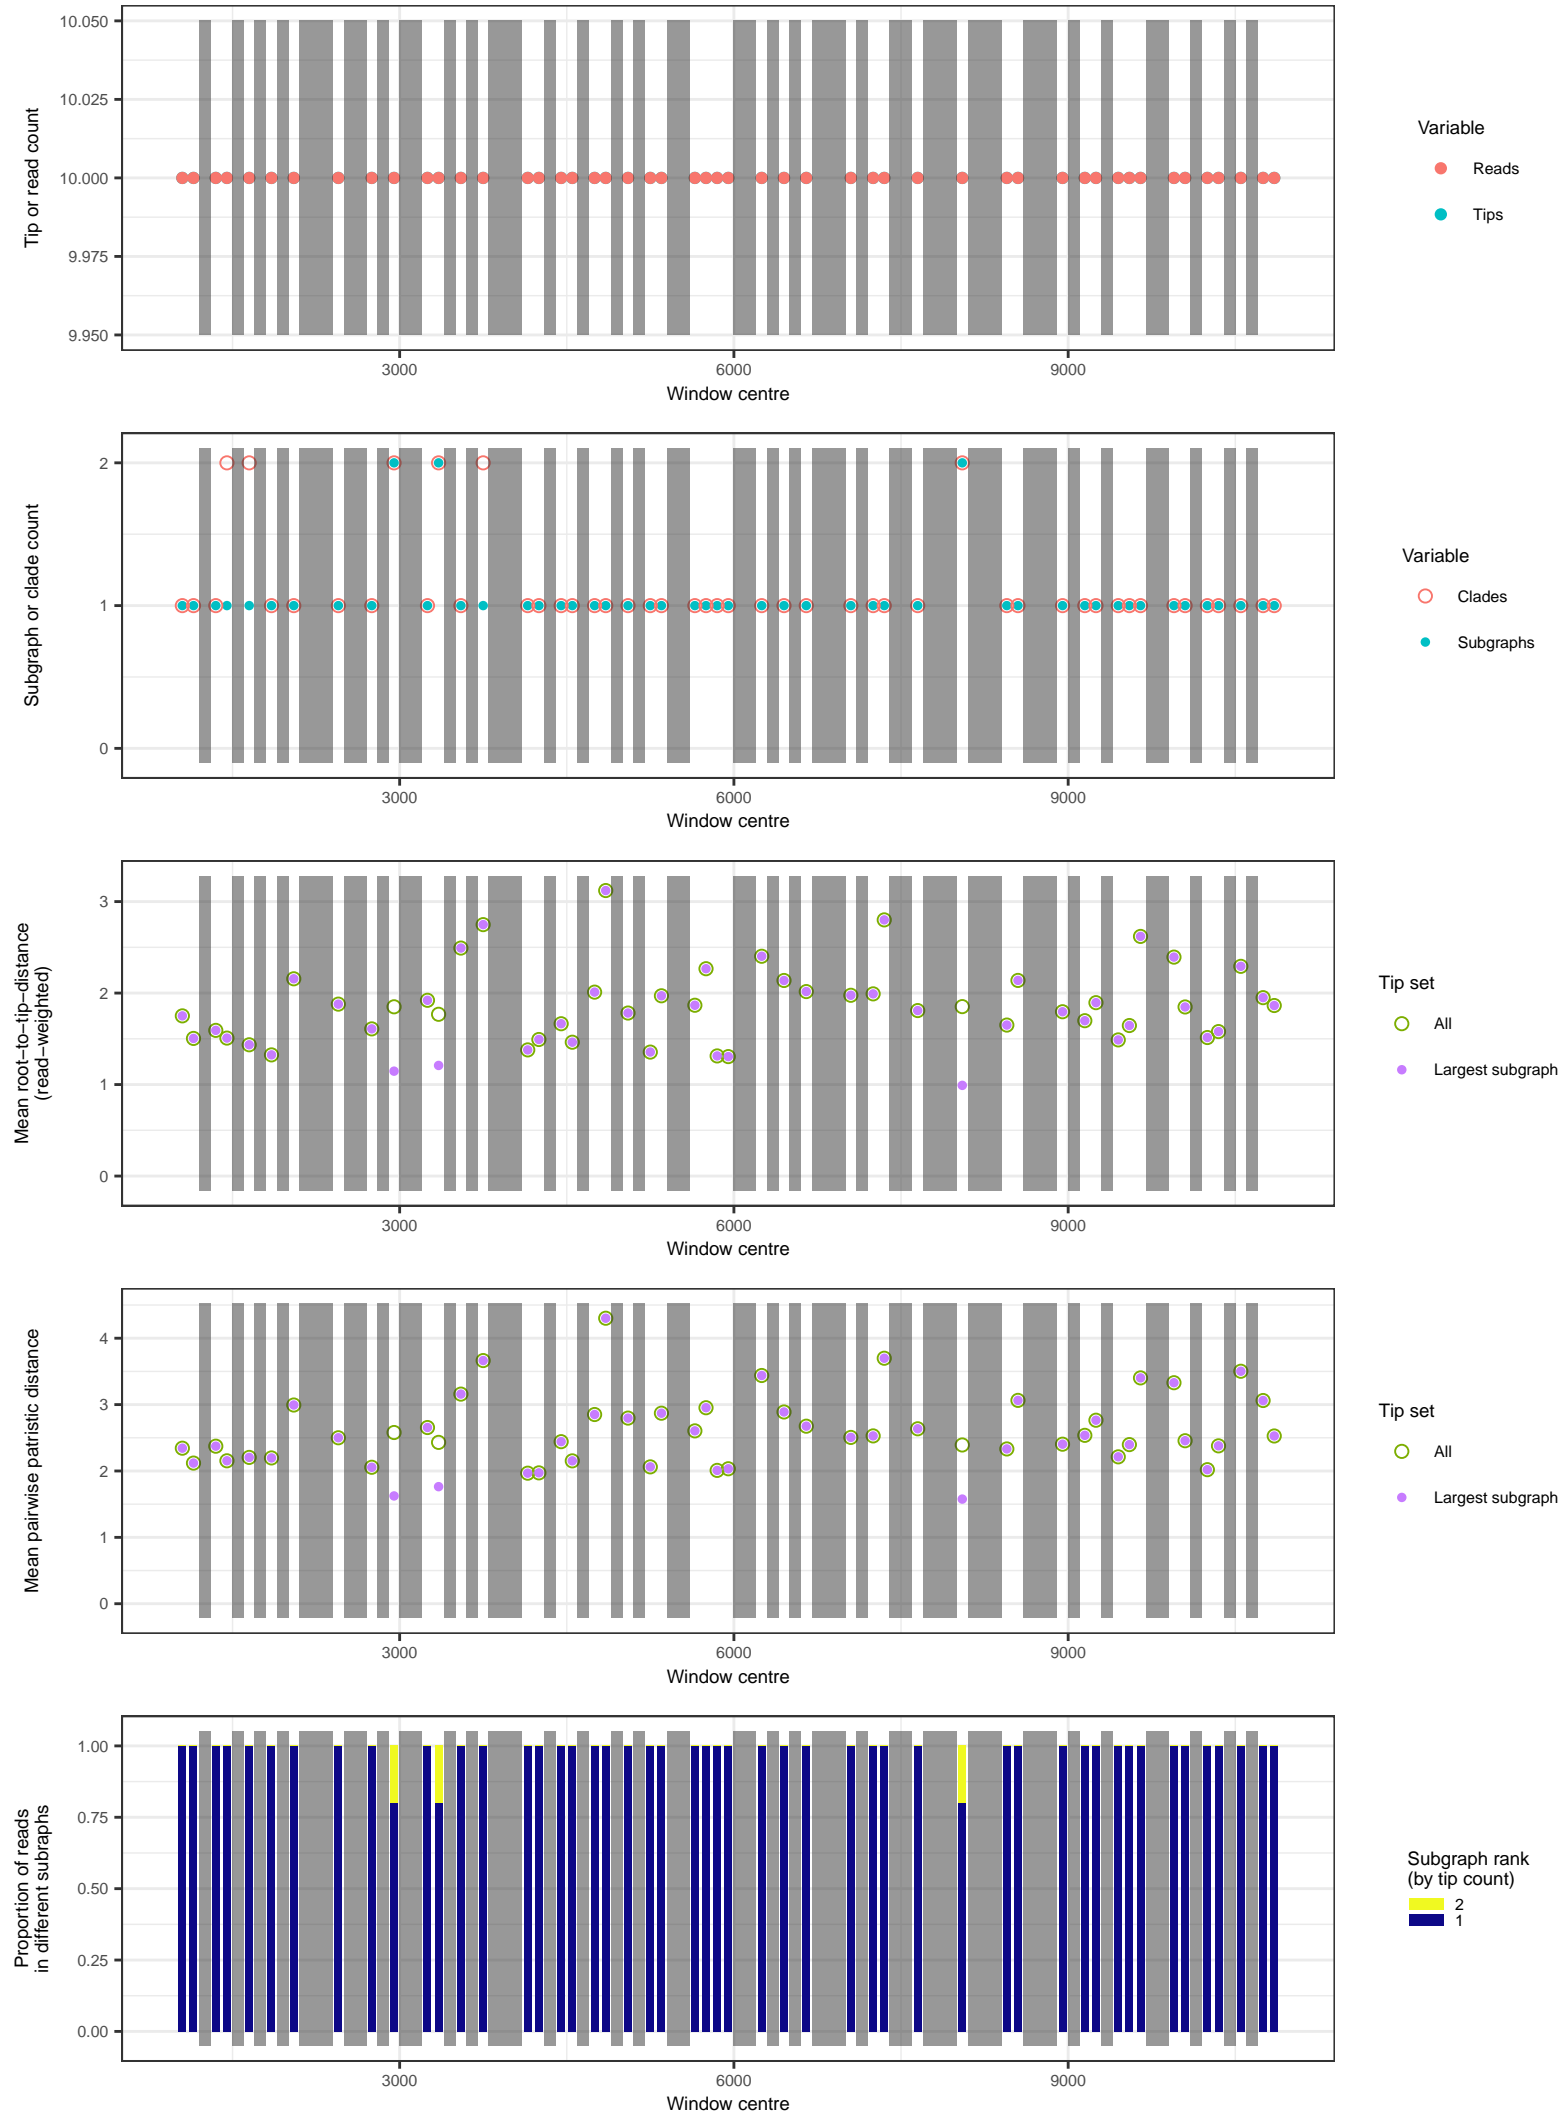 10.050
10.025
10.000
9.975
9.950
Tip or read count
3000
6000
9000
Window centre
Variable
Reads
Tips
2
1
0
Subgraph or clade count
3000
6000
9000
Window centre
Variable
Clades
Subgraphs
3
2
1
0
Mean root−to−tip−distance
(read−weighted)
3000
6000
9000
Window centre
Tip set
All
Largest subgraph
4
3
2
1
0
Mean pairwise patristic distance
3000
6000
9000
Window centre
Tip set
All
Largest subgraph
1.00
0.75
0.50
0.25
0.00
Proportion of reads
in different subraphs
3000
6000
9000
Window centre
Subgraph rank
(by tip count)
2
1